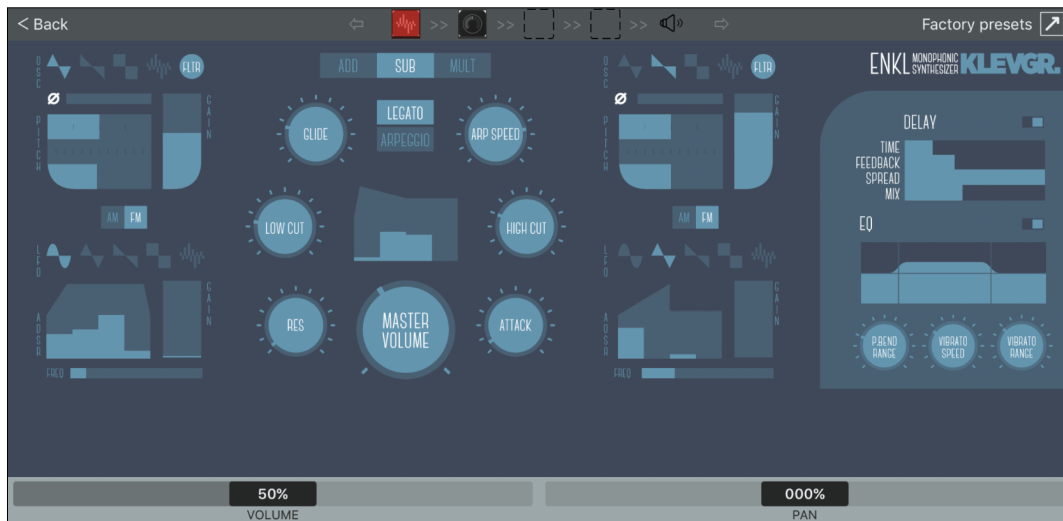 < Back
>> >> >> >>
Factory presets
OSC
FLTR
ADD SUB MULT
OSC
FLTR
ENKL MONOPHONIC SYNTHESIZER KLEVGR.
Ø
PITCH
GAIN
GLIDE
LEGATO
ARPEGGIO
ARP SPEED
Ø
PITCH
GAIN
DELAY
TIME
FEEDBACK
SPREAD
MIX
AM FM
LOW CUT
HIGH CUT
AM FM
EQ
LFO
GAIN
ADSR
FREQ
RES
MASTER
VOLUME
ATTACK
LFO
GAIN
ADSR
FREQ
P.BEND
RANGE
VIBRATO
SPEED
VIBRATO
RANGE
50%
VOLUME
000%
PAN